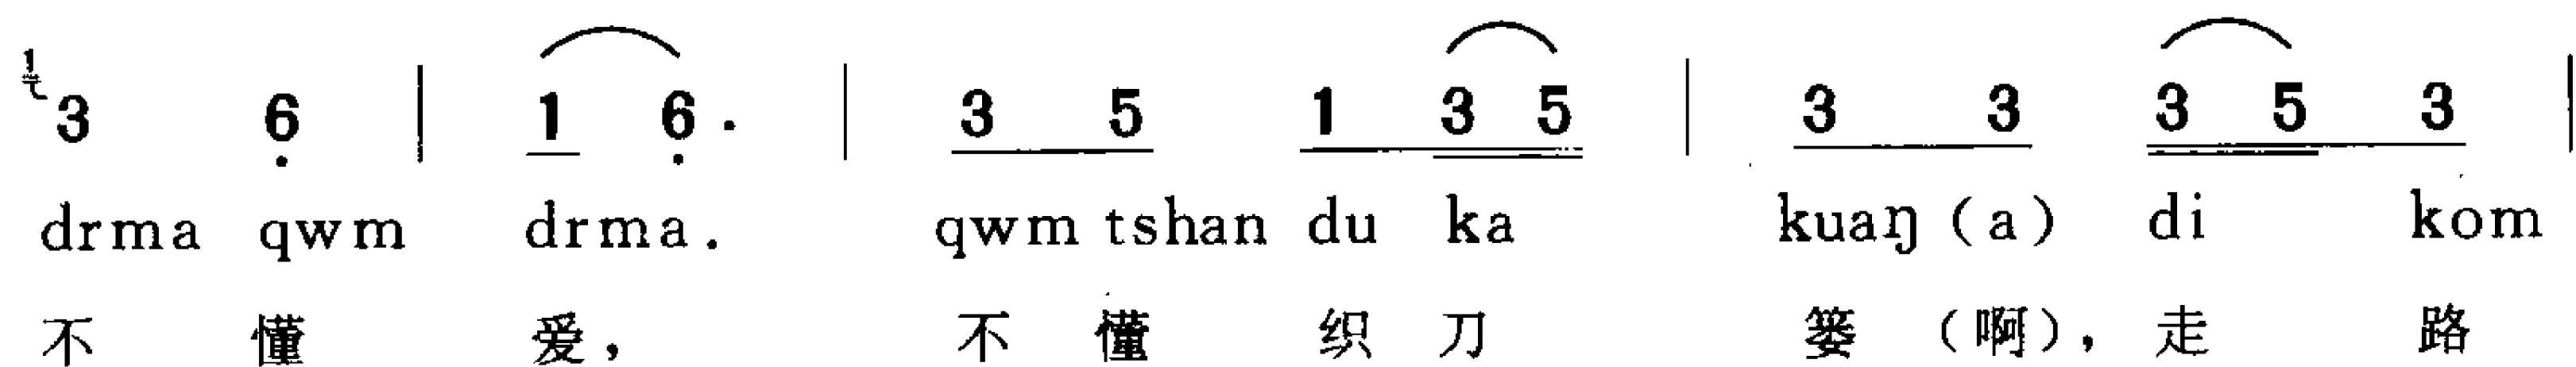 1 3 6 | 1 6 . | 3 5 1 3 5 | 3 3 3 5 3 |
drma qwm drma. qwm tshan du ka kuaŋ (a) di kom
不 懂 爱， 不 懂 织 刀 篓 （啊）， 走 路